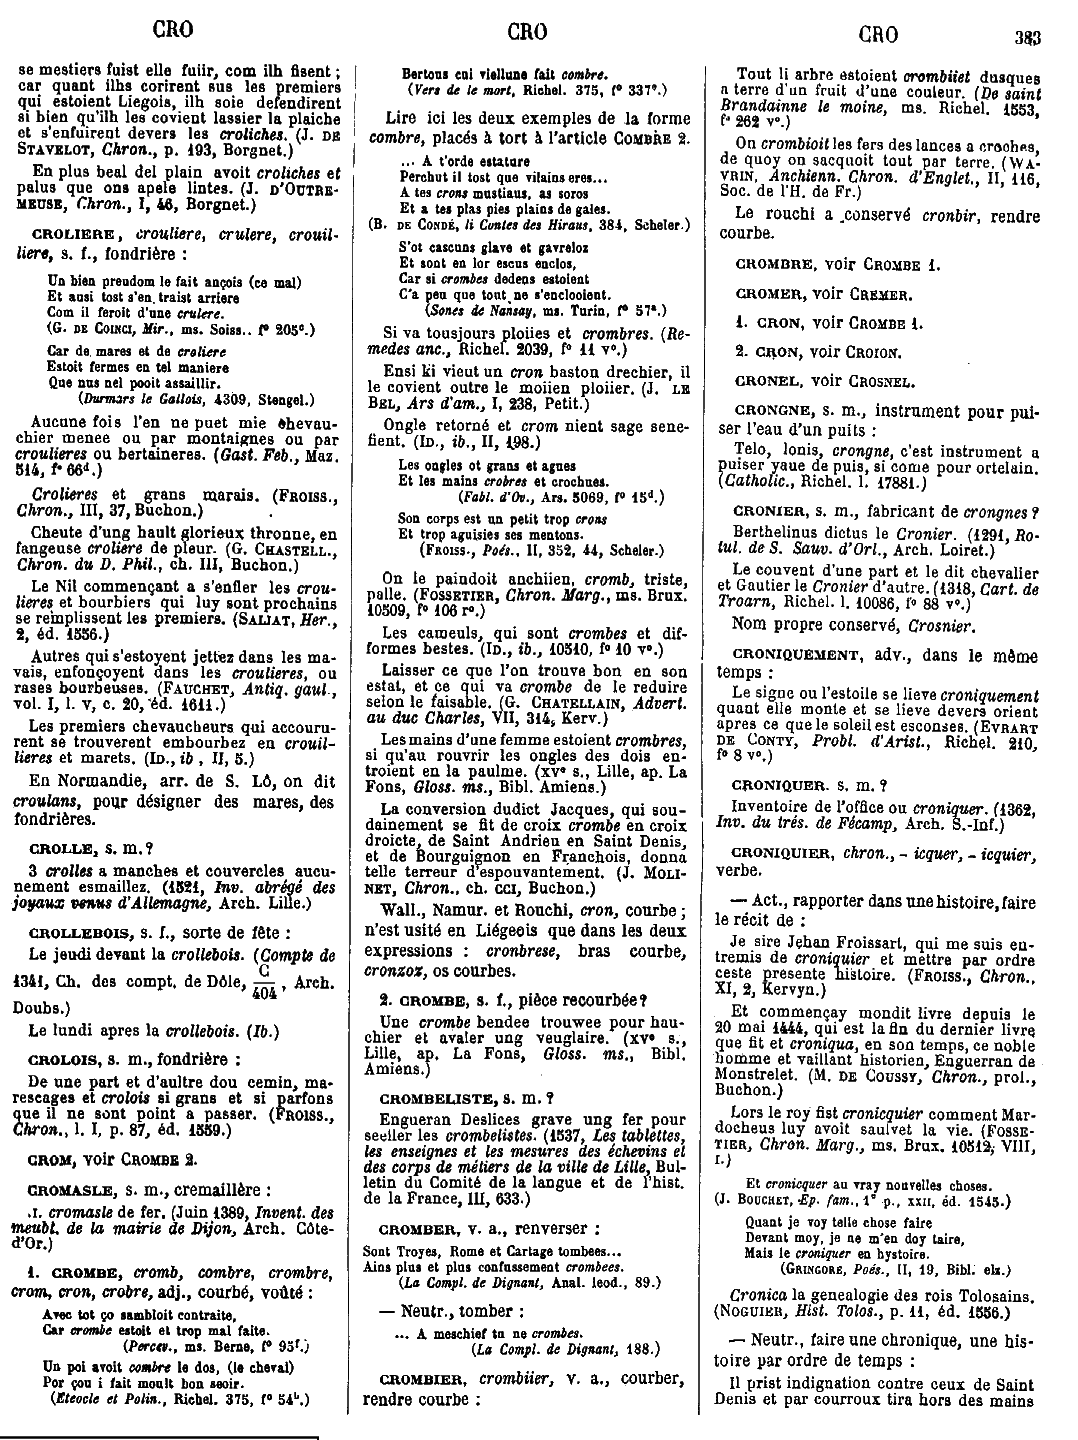 CRO
se mestiers fuist elle fuiir, com ilh fisent ;
car quant ilhs corirent sus les premiers
qui estoient Liegois, ilh soie defendirent
si bien qu'ilh les covient lassier la plaiche
et s'enfuirent devers les croliches. (J. DE
STAVELOT, Chron., p. 193, Borgnet.)
En plus beal del plain avoit croliches et
palus que ons apele lintes. (J. D'OUTRE-
MEUSE, Chron., I, 46, Borgnet.)
CROLIERE, crouliere, crulere, crouil-
liere, s. f., fondrière :
Un bien preudom le fait ançois (ce mal)
Et ausi tost s'en traist arriere
Com il feroit d'une crulere.
(G. DE COINCI, Mir., ms. Soiss.. f° 205c.)
Car de mares et de croliere
Estoit fermes en tel maniere
Que nus nel pooit assaillir.
(Durmars le Gallois, 4309, Stengel.)
Aucune fois l'en ne puet mie chevau-
chier menee ou par montaignes ou par
croulieres ou bertaineres. (Gast. Feb., Maz.
514, f° 66d.)
Crolieres et grans marais. (FROISS.,
Chron., III, 37, Buchon.)
Cheute d'ung hault glorieux thronne, en
fangeuse croliere de pleur. (G. CHASTELL.,
Chron. du D. Phil., ch. III, Buchon.)
Le Nil commençant a s'enfler les crou-
lieres et bourbiers qui luy sont prochains
se remplissent les premiers. (SALIAT, Her.,
2, éd. 1556.)
Autres qui s'estoyent jettez dans les ma-
vais, enfonçoyent dans les croulieres, ou
rases bourbeuses. (FAUCHET, Antiq. gaul.,
vol. I, l. v, c. 20, éd. 1611.)
Les premiers chevaucheurs qui accouru-
rent se trouverent embourbez en crouil-
lieres et marets. (ID., ib , II, 5.)
En Normandie, arr. de S. Lô, on dit
croulans, pour désigner des mares, des
fondrières.
CROLLE, s. m.?
3 crolles a manches et couvercles aucu-
nement esmaillez. (1521, Inv. abrégé des
joyaux venus d'Allemagne, Arch. Lille.)
CROLLEBOIS, s. f., sorte de fête :
Le jeudi devant la crollebois. (Compte de
1341, Ch. des compt. de Dôle, C/404 , Arch.
Doubs.)
Le lundi apres la crollebois. (Ib.)
CROLOIS, s. m., fondrière :
De une part et d'aultre dou cemin, ma-
rescages et crolois si grans et si parfons
que il ne sont point a passer. (FROISS.,
Chron., l. I, p. 87, éd. 1559.)
CROM, voir CROMBE 2.
CROMASLE, s. m., cremaillère :
.I. cromasle de fer. (Juin 1389, Invent. des
meubl. de la mairie de Dijon, Arch. Côte-
d'Or.)
1. CROMBE, cromb, combre, crombre,
crom, cron, crobre, adj., courbé, voûté :
Avec tot ço sambloit contraite,
Car crombe estoit et trop mal faite.
(Percev., ms. Berne, f° 95f.)
Un poi avoit combre le dos, (le cheval)
Por çou i fait moult bon seoir.
(Eteocle et Polin., Richel. 375, f° 54b.)
CRO
Bertous cui viellune fait combre.
(Vers de le mort, Richel. 375, f° 337e.)
Lire ici les deux exemples de la forme
combre, placés à tort à l'article COMBRE 2.
... A t'orde estature
Perchut il tost que vilains eres...
A tes crons mustiaus, as soros
Et a tes plas pies plains de gales.
(B. DE CONDÉ, li Contes des Hiraus, 384, Scheler.)
S'ot cascuns glave et gavreloz
Et sont en lor escus enclos,
Car si crombes dedens estoient
C'a peu que tout ne s'enclooient.
(Sones de Nansay, ms. Turin, f° 57a.)
Si va tousjours ploiies et crombres. (Re-
medes anc., Richel. 2039, f° 11 v°.)
Ensi ki vieut un cron baston drechier, il
le covient outre le moiien ploiier. (J. LE
BEL, Ars d'am., I, 238, Petit.)
Ongle retorné et crom nient sage sene-
fient. (ID., ib., II, 198.)
Les ongles ot grans et agues
Et les mains crobres et crochues.
(Fabl. d'Ov., Ars. 5069, f° 15d.)
Son corps est un petit trop crons
Et trop aguisies ses mentons.
(FROISS., Poés., II, 352, 44, Scheler.)
On le paindoit anchiien, cromb, triste,
palle. (FOSSETIER, Chron. Marg., ms. Brux.
10509, f° 106 r°.)
Les cameuls, qui sont crombes et dif-
formes bestes. (ID., ib., 10510, f° 10 v°.)
Laisser ce que l'on trouve bon en son
estat, et ce qui va crombe de le reduire
selon le faisable. (G. CHATELLAIN, Advert.
au duc Charles, VII, 314, Kerv.)
Les mains d'une femme estoient crombres,
si qu'au rouvrir les ongles des dois en-
troient en la paulme. (XVe s., Lille, ap. La
Fons, Gloss. ms., Bibl. Amiens.)
La conversion dudict Jacques, qui sou-
dainement se fit de croix crombe en croix
droicte, de Saint Andrieu en Saint Denis,
et de Bourguignon en Franchois, donna
telle terreur d'espouvantement. (J. MOLI-
NET, Chron., ch. CCI, Buchon.)
Wall., Namur. et Rouchi, cron, courbe ;
n'est usité en Liégeois que dans les deux
expressions : cronbrese, bras courbe,
cronzoz, os courbes.
2. CROMBE, s. f., pièce recourbée?
Une crombe bendee trouwee pour hau-
chier et avaler ung veuglaire. (XVe s.,
Lille, ap. La Fons, Gloss. ms., Bibl.
Amiens.)
CROMBELISTE, s. m.?
Engueran Deslices grave ung fer pour
seeller les crombelistes. (1537, Les tablettes,
les enseignes et les mesures des échevins et
des corps de métiers de la ville de Lille, Bul-
letin du Comité de la langue et de l'hist.
de la France, III, 633.)
CROMBER, v. a., renverser :
Sont Troyes, Rome et Cartage tombees...
Ains plus et plus confussement crombees.
(La Compl. de Dignant, Anal. leod., 89.)
— Neutr., tomber :
... A meschief tu ne crombes.
(La Compl. de Dignant, 188.)
CROMBIER, crombiier, v. a., courber,
rendre courbe :
CRO 383
Tout li arbre estoient crombiiet dusques
a terre d'un fruit d'une couleur. (De saint
Brandainne le moine, ms. Richel. 1553,
f° 262 v°.)
On crombioit les fers des lances a croches,
de quoy on sacquoit tout par terre. (WA-
VRIN, Anchienn. Chron. d'Englet., II, 116,
Soc. de l'H. de Fr.)
Le rouchi a conservé cronbir, rendre
courbe.
CROMBRE, voir CROMBE 1.
CROMER, voir CREMER.
1. CRON, voir CROMBE 1.
2. CRON, voir CROION.
CRONEL, voir CROSNEL.
CRONGNE, s. m., instrument pour pui-
ser l'eau d'un puits :
Telo, lonis, crongne, c'est instrument a
puiser yaue de puis, si come pour ortelain.
(Catholic., Richel. l. 17881.)
CRONIER, s. m., fabricant de crongnes?
Berthelinus dictus le Cronier. (1291, Ro-
tul. de S. Sauv. d'Orl., Arch. Loiret.)
Le couvent d'une part et le dit chevalier
et Gautier le Cronier d'autre. (1318, Cart. de
Troarn, Richel. l. 10086, f° 88 v°.)
Nom propre conservé, Crosnier.
CRONIQUEMENT, adv., dans le même
temps :
Le signe ou l'estoile se lieve croniquement
quant elle monte et se lieve devers orient
apres ce que le soleil est esconses. (EVRART
DE CONTY, Probl. d'Arist., Richel. 210,
f° 8 v°.)
CRONIQUER. s. m.?
Inventoire de l'office ou croniquer. (1362,
Inv. du trés. de Fécamp, Arch. S.-Inf.)
CRONIQUIER, chron., - icquer, - icquier,
verbe.
— Act., rapporter dans une histoire, faire
le récit de :
Je sire Jehan Froissart, qui me suis en-
tremis de croniquier et mettre par ordre
ceste presente histoire. (FROISS., Chron.,
XI, 2, Kervyn.)
Et commençay mondit livre depuis le
20 mai 1444, qui est la fin du dernier livre
que fit et croniqua, en son temps, ce noble
homme et vaillant historien, Enguerran de
Monstrelet. (M. DE COUSSY, Chron., prol.,
Buchon.)
Lors le roy fist cronicquier comment Mar-
docheus luy avoit saulvet la vie. (FOSSE-
TIER, Chron. Marg., ms. Brux. 10512, VIII,
I.)
Et cronicquer au vray nouvelles choses.
(J. BOUCHET, Ep. fam., 1e p., XXII, éd. 1545.)
Quant je voy telle chose faire
Devant moy, je ne m'en doy taire,
Mais le croniquer en hystoire.
(GRINGORE, Poés., II, 19, Bibl. elz.)
Cronica la genealogie des rois Tolosains.
(NOGUIER, Hist. Tolos., p. 11, éd. 1556.)
— Neutr., faire une chronique, une his-
toire par ordre de temps :
Il prist indignation contre ceux de Saint
Denis et par courroux tira hors des mains